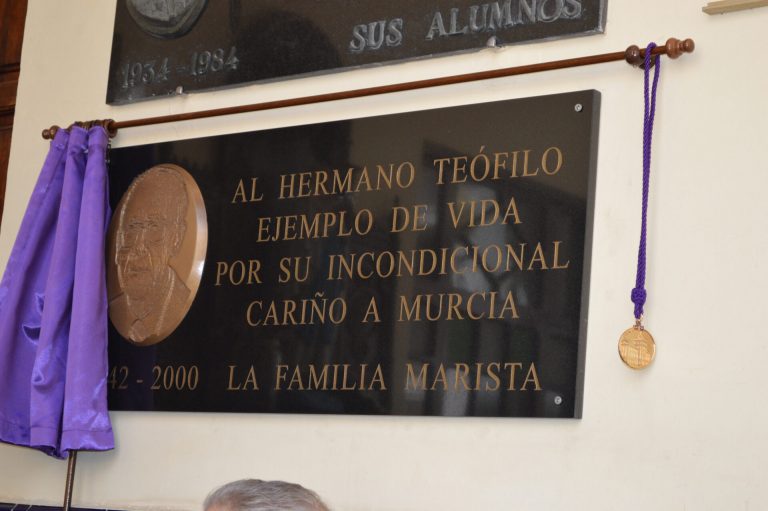 SUS ALUMNOS
1934 - 1984
AL HERMANO TEÓFILO
EJEMPLO DE VIDA
POR SU INCONDICIONAL
CARIÑO A MURCIA
42 - 2000 LA FAMILIA MARISTA